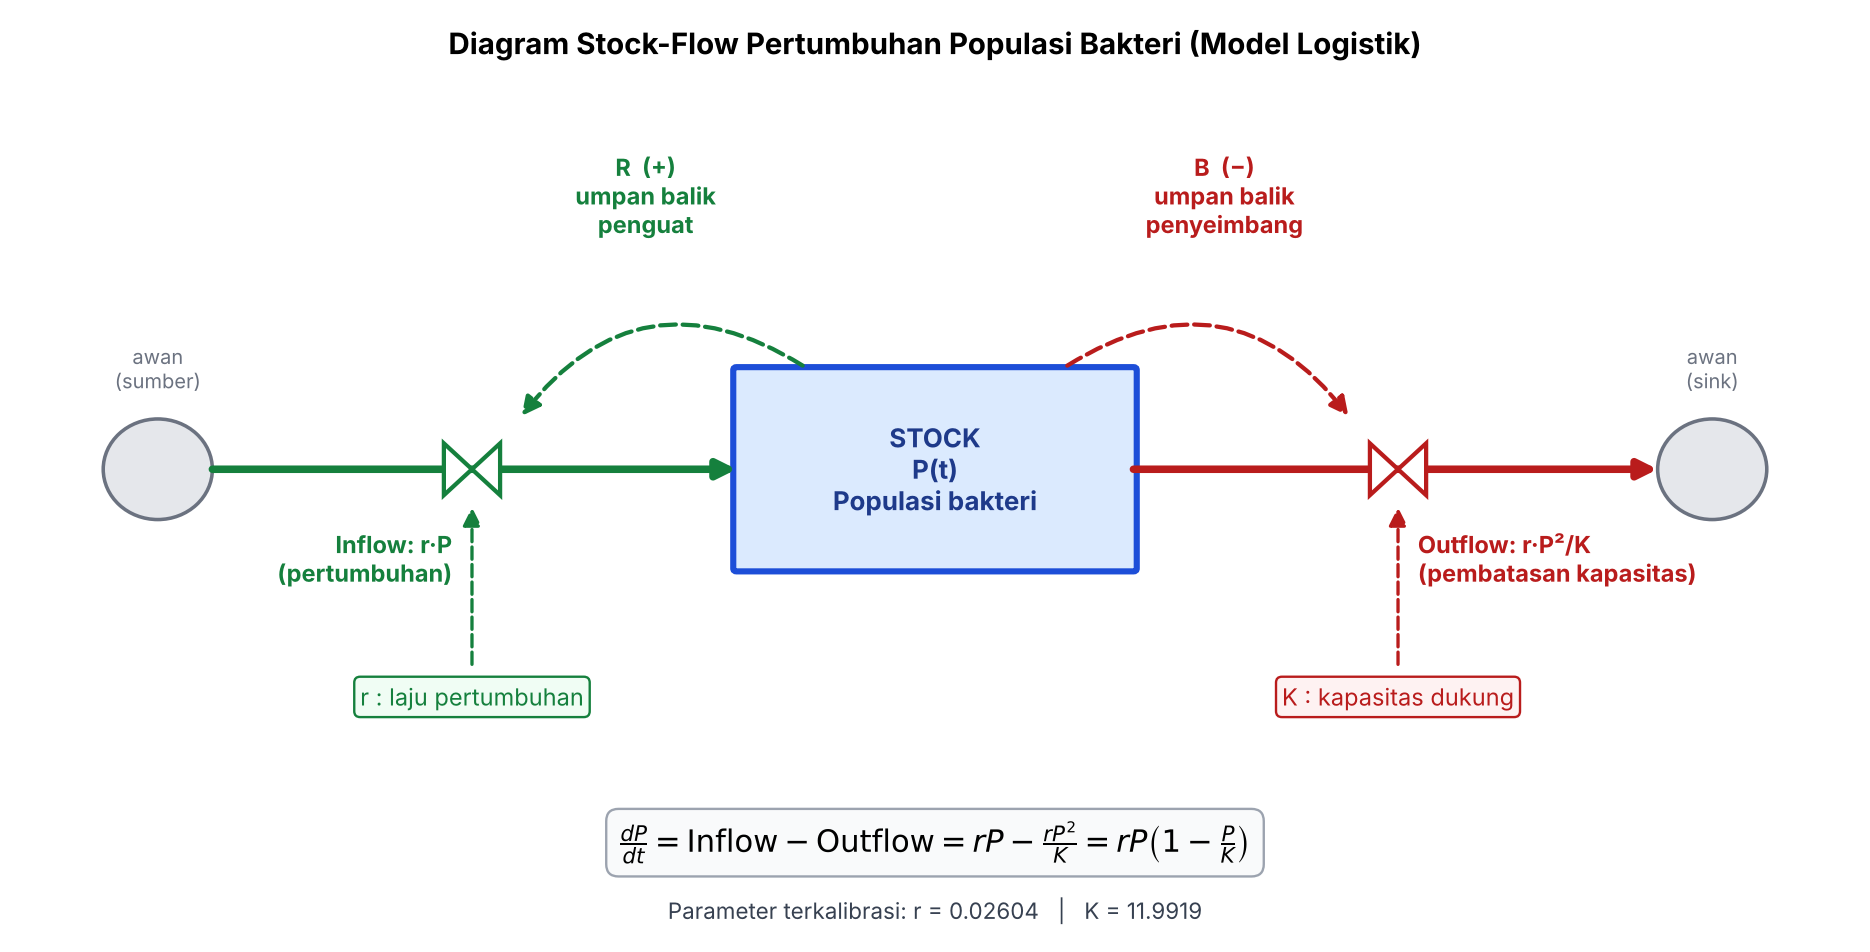 Diagram Stock-Flow Pertumbuhan Populasi Bakteri (Model Logistik)
R (+)
umpan balik
penguat
B (−)
umpan balik
penyeimbang
awan
(sumber)
awan
(sink)
STOCK
P(t)
Populasi bakteri
Inflow: r·P
(pertumbuhan)
Outflow: r·P²/K
(pembatasan kapasitas)
r : laju pertumbuhan
K : kapasitas dukung
dP/dt = Inflow − Outflow = rP − rP²/K = rP(1 − P/K)
Parameter terkalibrasi: r = 0.02604 | K = 11.9919